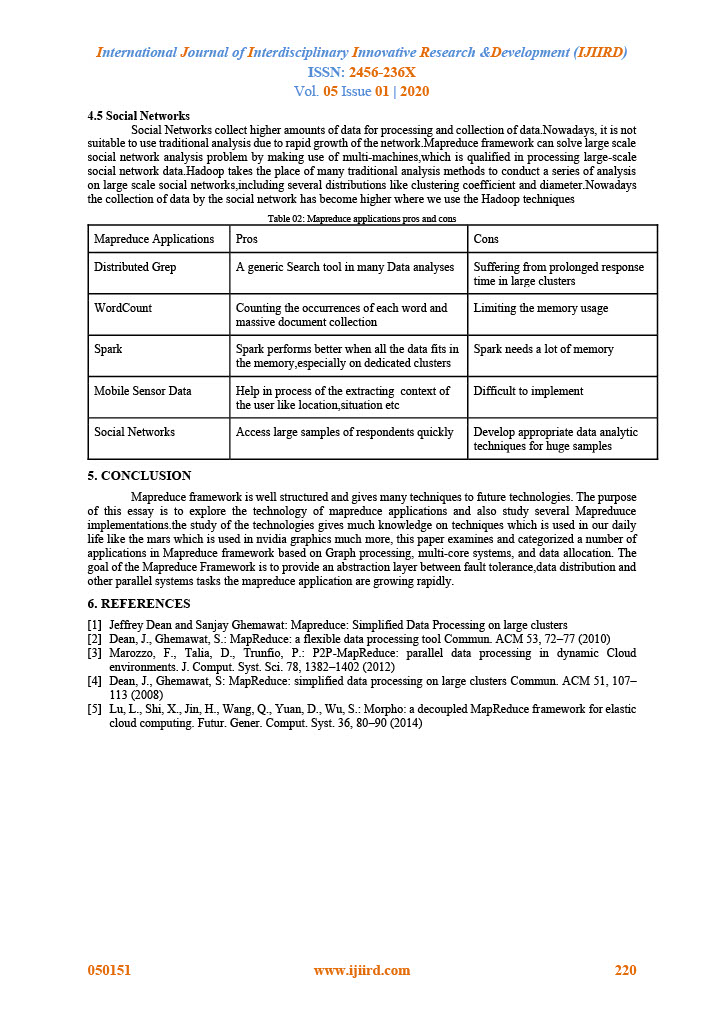 International Journal of Interdisciplinary Innovative Research &Development (IJIIRD)
ISSN: 2456-236X
Vol. 05 Issue 01 | 2020
4.5 Social Networks
Social Networks collect higher amounts of data for processing and collection of data.Nowadays, it is not
suitable to use traditional analysis due to rapid growth of the network.Mapreduce framework can solve large scale
social network analysis problem by making use of multi-machines,which is qualified in processing large-scale
social network data.Hadoop takes the place of many traditional analysis methods to conduct a series of analysis
on large scale social networks,including several distributions like clustering coefficient and diameter.Nowadays
the collection of data by the social network has become higher where we use the Hadoop techniques
Table 02: Mapreduce applications pros and cons
Mapreduce Applications Pros Cons
Distributed Grep A generic Search tool in many Data analyses Suffering from prolonged response
time in large clusters
WordCount Counting the occurrences of each word and Limiting the memory usage
massive document collection
Spark Spark performs better when all the data fits in Spark needs a lot of memory
the memory,especially on dedicated clusters
Mobile Sensor Data Help in process of the extracting context of Difficult to implement
the user like location,situation etc
Social Networks Access large samples of respondents quickly Develop appropriate data analytic
techniques for huge samples
5. CONCLUSION
Mapreduce framework is well structured and gives many techniques to future technologies. The purpose
of this essay is to explore the technology of mapreduce applications and also study several Mapreduuce
implementations.the study of the technologies gives much knowledge on techniques which is used in our daily
life like the mars which is used in nvidia graphics much more, this paper examines and categorized a number of
applications in Mapreduce framework based on Graph processing, multi-core systems, and data allocation. The
goal of the Mapreduce Framework is to provide an abstraction layer between fault tolerance,data distribution and
other parallel systems tasks the mapreduce application are growing rapidly.
6. REFERENCES
[1] Jeffrey Dean and Sanjay Ghemawat: Mapreduce: Simplified Data Processing on large clusters
[2] Dean, J., Ghemawat, S.: MapReduce: a flexible data processing tool Commun. ACM 53, 72–77 (2010)
[3] Marozzo, F., Talia, D., Trunfio, P.: P2P-MapReduce: parallel data processing in dynamic Cloud
environments. J. Comput. Syst. Sci. 78, 1382–1402 (2012)
[4] Dean, J., Ghemawat, S: MapReduce: simplified data processing on large clusters Commun. ACM 51, 107–
113 (2008)
[5] Lu, L., Shi, X., Jin, H., Wang, Q., Yuan, D., Wu, S.: Morpho: a decoupled MapReduce framework for elastic
cloud computing. Futur. Gener. Comput. Syst. 36, 80–90 (2014)
050151 www.ijiird.com 220